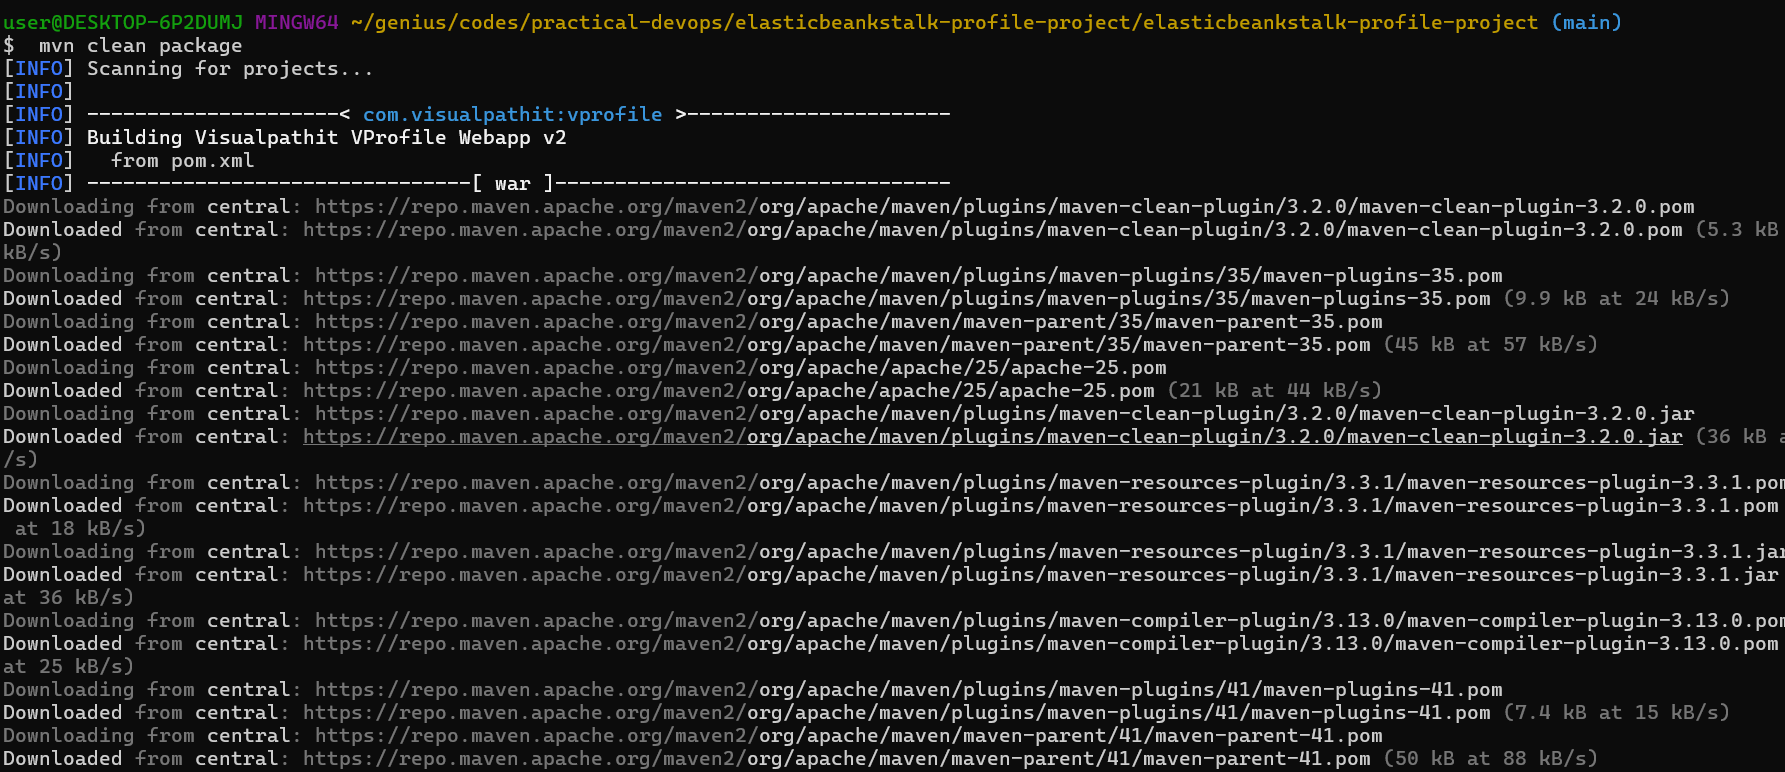 user@DESKTOP-6P2DUMJ MINGW64 ~/genius/codes/practical-devops/elasticbeankstalk-profile-project/elasticbeankstalk-profile-project (main)
$  mvn clean package
[INFO] Scanning for projects...
[INFO]
[INFO] ---------------------< com.visualpathit:vprofile >----------------------
[INFO] Building Visualpathit VProfile Webapp v2
[INFO]   from pom.xml
[INFO] --------------------------------[ war ]---------------------------------
Downloading from central: https://repo.maven.apache.org/maven2/org/apache/maven/plugins/maven-clean-plugin/3.2.0/maven-clean-plugin-3.2.0.pom
Downloaded from central: https://repo.maven.apache.org/maven2/org/apache/maven/plugins/maven-clean-plugin/3.2.0/maven-clean-plugin-3.2.0.pom (5.3 kB
kB/s)
Downloading from central: https://repo.maven.apache.org/maven2/org/apache/maven/plugins/maven-plugins/35/maven-plugins-35.pom
Downloaded from central: https://repo.maven.apache.org/maven2/org/apache/maven/plugins/maven-plugins/35/maven-plugins-35.pom (9.9 kB at 24 kB/s)
Downloading from central: https://repo.maven.apache.org/maven2/org/apache/maven/maven-parent/35/maven-parent-35.pom
Downloaded from central: https://repo.maven.apache.org/maven2/org/apache/maven/maven-parent/35/maven-parent-35.pom (45 kB at 57 kB/s)
Downloading from central: https://repo.maven.apache.org/maven2/org/apache/apache/25/apache-25.pom
Downloaded from central: https://repo.maven.apache.org/maven2/org/apache/apache/25/apache-25.pom (21 kB at 44 kB/s)
Downloading from central: https://repo.maven.apache.org/maven2/org/apache/maven/plugins/maven-clean-plugin/3.2.0/maven-clean-plugin-3.2.0.jar
Downloaded from central: https://repo.maven.apache.org/maven2/org/apache/maven/plugins/maven-clean-plugin/3.2.0/maven-clean-plugin-3.2.0.jar (36 kB a
/s)
Downloading from central: https://repo.maven.apache.org/maven2/org/apache/maven/plugins/maven-resources-plugin/3.3.1/maven-resources-plugin-3.3.1.pom
Downloaded from central: https://repo.maven.apache.org/maven2/org/apache/maven/plugins/maven-resources-plugin/3.3.1/maven-resources-plugin-3.3.1.pom
 at 18 kB/s)
Downloading from central: https://repo.maven.apache.org/maven2/org/apache/maven/plugins/maven-resources-plugin/3.3.1/maven-resources-plugin-3.3.1.jar
Downloaded from central: https://repo.maven.apache.org/maven2/org/apache/maven/plugins/maven-resources-plugin/3.3.1/maven-resources-plugin-3.3.1.jar
at 36 kB/s)
Downloading from central: https://repo.maven.apache.org/maven2/org/apache/maven/plugins/maven-compiler-plugin/3.13.0/maven-compiler-plugin-3.13.0.pom
Downloaded from central: https://repo.maven.apache.org/maven2/org/apache/maven/plugins/maven-compiler-plugin/3.13.0/maven-compiler-plugin-3.13.0.pom
at 25 kB/s)
Downloading from central: https://repo.maven.apache.org/maven2/org/apache/maven/plugins/maven-plugins/41/maven-plugins-41.pom
Downloaded from central: https://repo.maven.apache.org/maven2/org/apache/maven/plugins/maven-plugins/41/maven-plugins-41.pom (7.4 kB at 15 kB/s)
Downloading from central: https://repo.maven.apache.org/maven2/org/apache/maven/maven-parent/41/maven-parent-41.pom
Downloaded from central: https://repo.maven.apache.org/maven2/org/apache/maven/maven-parent/41/maven-parent-41.pom (50 kB at 88 kB/s)